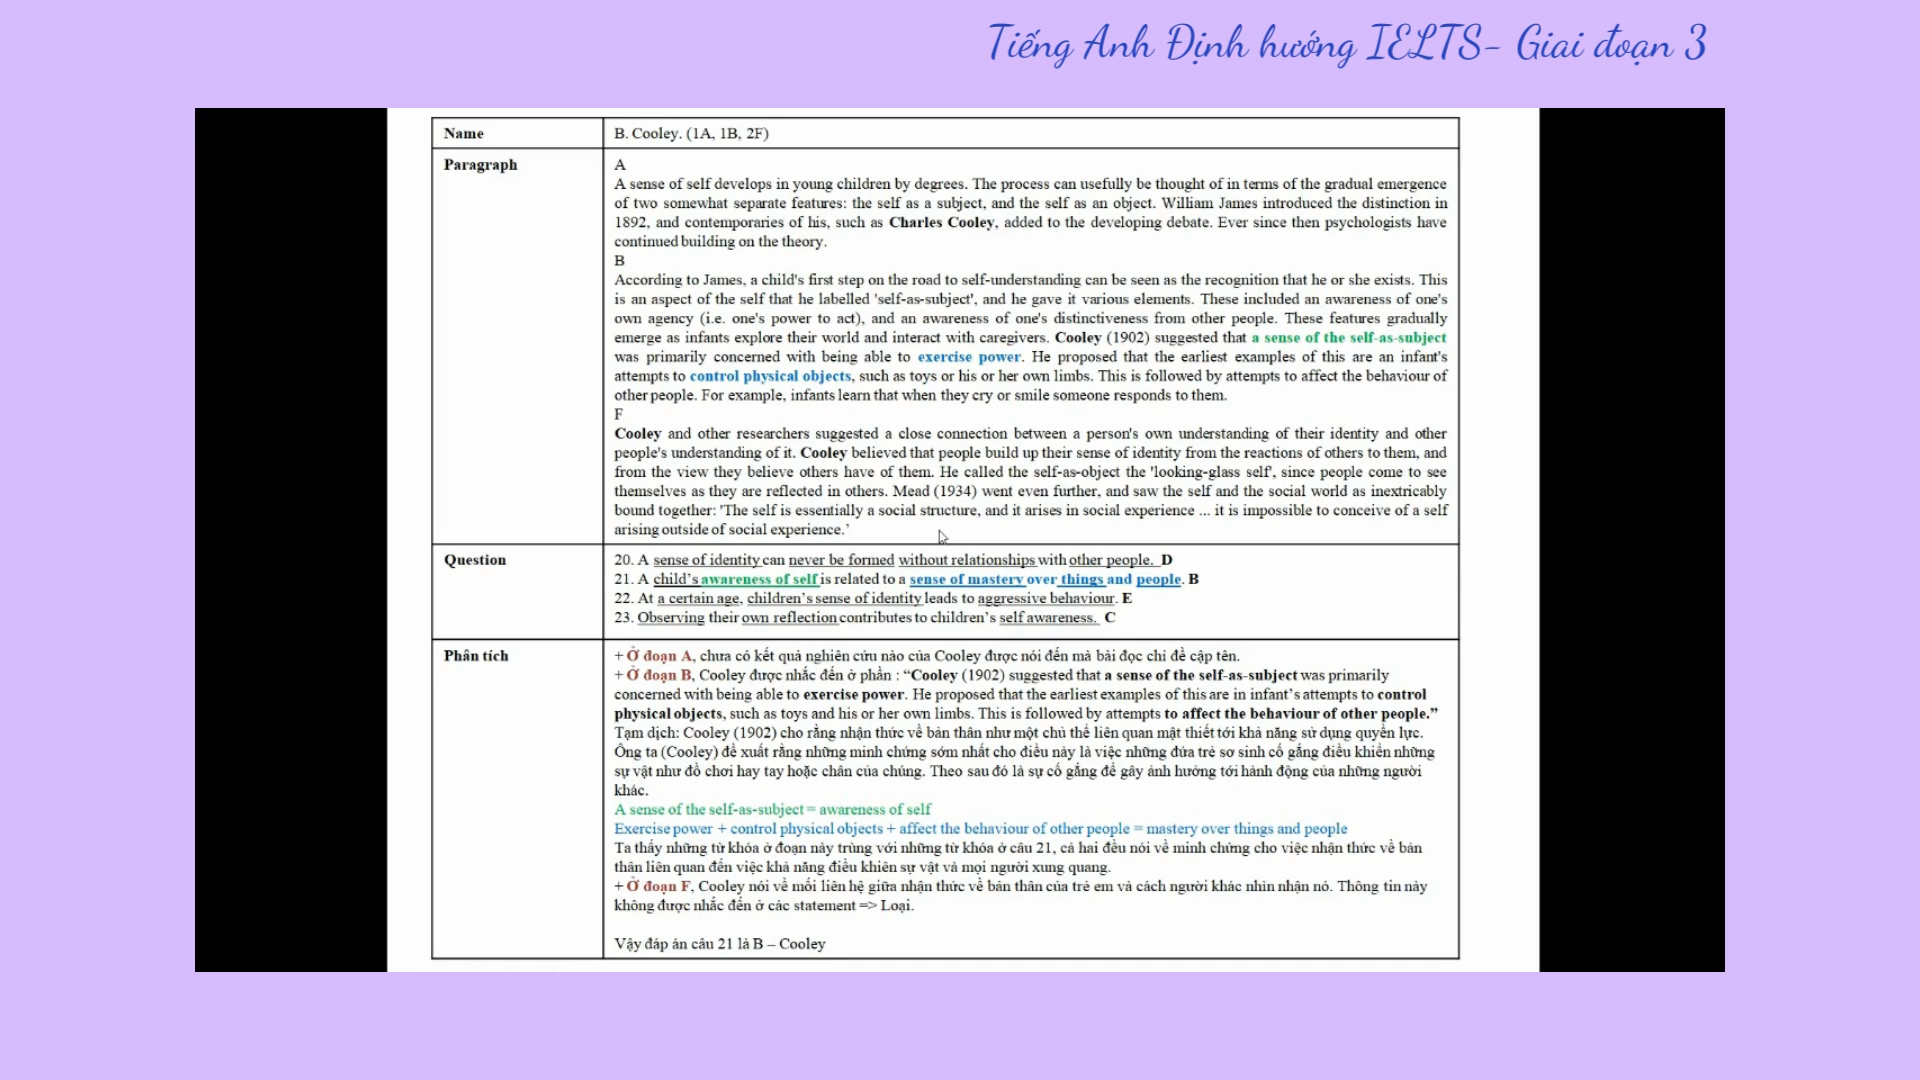 Tiếng Anh Định hướng IELTS- Giai đoạn 3
Name
B. Cooley. (1A, 1B, 2F)
Paragraph
A
A sense of self develops in young children by degrees. The process can usefully be thought of in terms of the gradual emergence
of two somewhat separate features: the self as a subject, and the self as an object. William James introduced the distinction in
1892, and contemporaries of his, such as Charles Cooley, added to the developing debate. Ever since then psychologists have
continued building on the theory.
B
According to James, a child's first step on the road to self-understanding can be seen as the recognition that he or she exists. This
is an aspect of the self that he labelled 'self-as-subject', and he gave it various elements. These included an awareness of one's
own agency (i.e. one's power to act), and an awareness of one's distinctiveness from other people. These features gradually
emerge as infants explore their world and interact with caregivers. Cooley (1902) suggested that a sense of the self-as-subject
was primarily concerned with being able to exercise power. He proposed that the earliest examples of this are an infant's
attempts to control physical objects, such as toys or his or her own limbs. This is followed by attempts to affect the behaviour of
other people. For example, infants learn that when they cry or smile someone responds to them.
F
Cooley and other researchers suggested a close connection between a person's own understanding of their identity and other
people's understanding of it. Cooley believed that people build up their sense of identity from the reactions of others to them, and
from the view they believe others have of them. He called the self-as-object the 'looking-glass self', since people come to see
themselves as they are reflected in others. Mead (1934) went even further, and saw the self and the social world as inextricably
bound together: 'The self is essentially a social structure, and it arises in social experience ... it is impossible to conceive of a self
arising outside of social experience.'
Question
20. A sense of identity can never be formed without relationships with other people. D
21. A child's awareness of self is related to a sense of mastery over things and people. B
22. At a certain age, children's sense of identity leads to aggressive behaviour. E
23. Observing their own reflection contributes to children's self awareness. C
Phân tích
+ Ở đoạn A, chưa có kết quả nghiên cứu nào của Cooley được nói đến mà bài đọc chỉ đề cập tên.
+ Ở đoạn B, Cooley được nhắc đến ở phần : “Cooley (1902) suggested that a sense of the self-as-subject was primarily
concerned with being able to exercise power. He proposed that the earliest examples of this are in infant's attempts to control
physical objects, such as toys and his or her own limbs. This is followed by attempts to affect the behaviour of other people.”
Tạm dịch: Cooley (1902) cho rằng nhận thức về bản thân như một chủ thể liên quan mật thiết tới khả năng sử dụng quyền lực.
Ông ta (Cooley) đề xuất rằng những minh chứng sớm nhất cho điều này là việc những đứa trẻ sơ sinh cố gắng điều khiển những
sự vật như đồ chơi hay tay hoặc chân của chúng. Theo sau đó là sự cố gắng để gây ảnh hưởng tới hành động của những người
khác.
A sense of the self-as-subject = awareness of self
Exercise power + control physical objects + affect the behaviour of other people = mastery over things and people
Ta thấy những từ khóa ở đoạn này trùng với những từ khóa ở câu 21, cả hai đều nói về minh chứng cho việc nhận thức về bản
thân liên quan đến việc khả năng điều khiên sự vật và mọi người xung quang.
+ Ở đoạn F, Cooley nói về mối liên hệ giữa nhận thức về bản thân của trẻ em và cách người khác nhìn nhận nó. Thông tin này
không được nhắc đến ở các statement => Loại.
Vậy đáp án câu 21 là B – Cooley